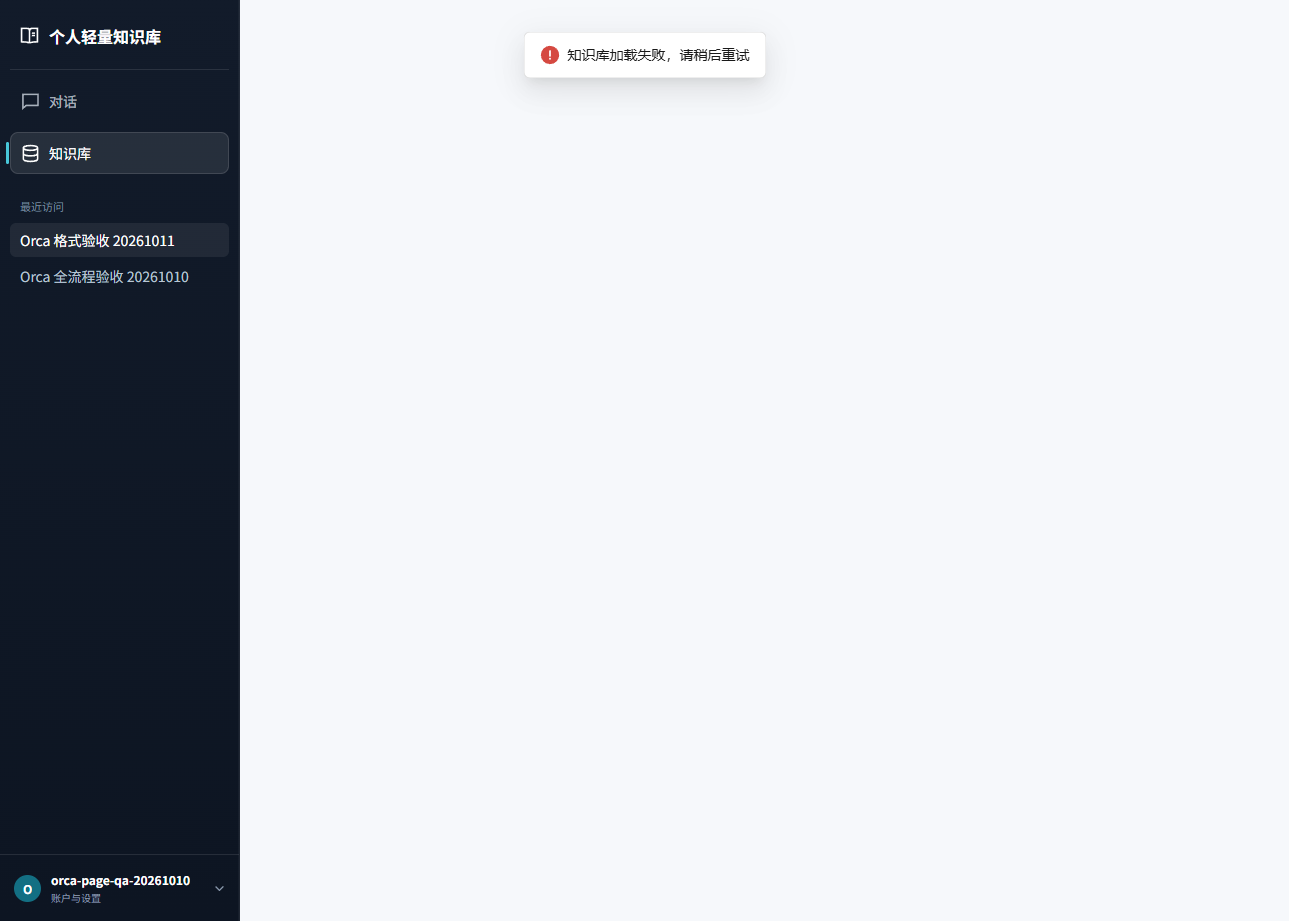 个人轻量知识库
对话
知识库
最近访问
Orca 格式验收 20261011
Orca 全流程验收 20261010
知识库加载失败，请稍后重试
O
orca-page-qa-20261010
账户与设置